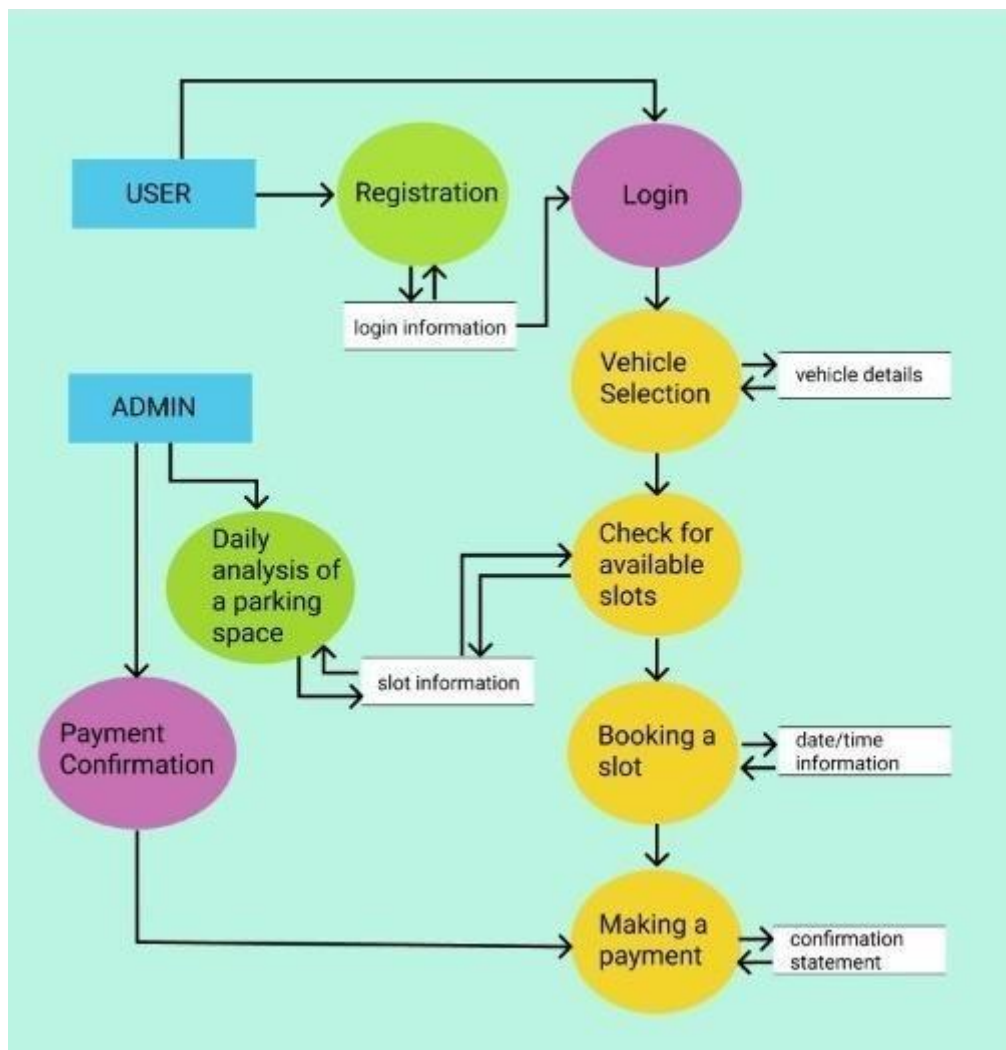 USER
Registration
Login
login information
Vehicle
Selection
vehicle details
ADMIN
Daily
analysis of
a parking
space
Check for
available
slots
slot information
Payment
Confirmation
Booking a
slot
date/time
information
Making a
payment
confirmation
statement